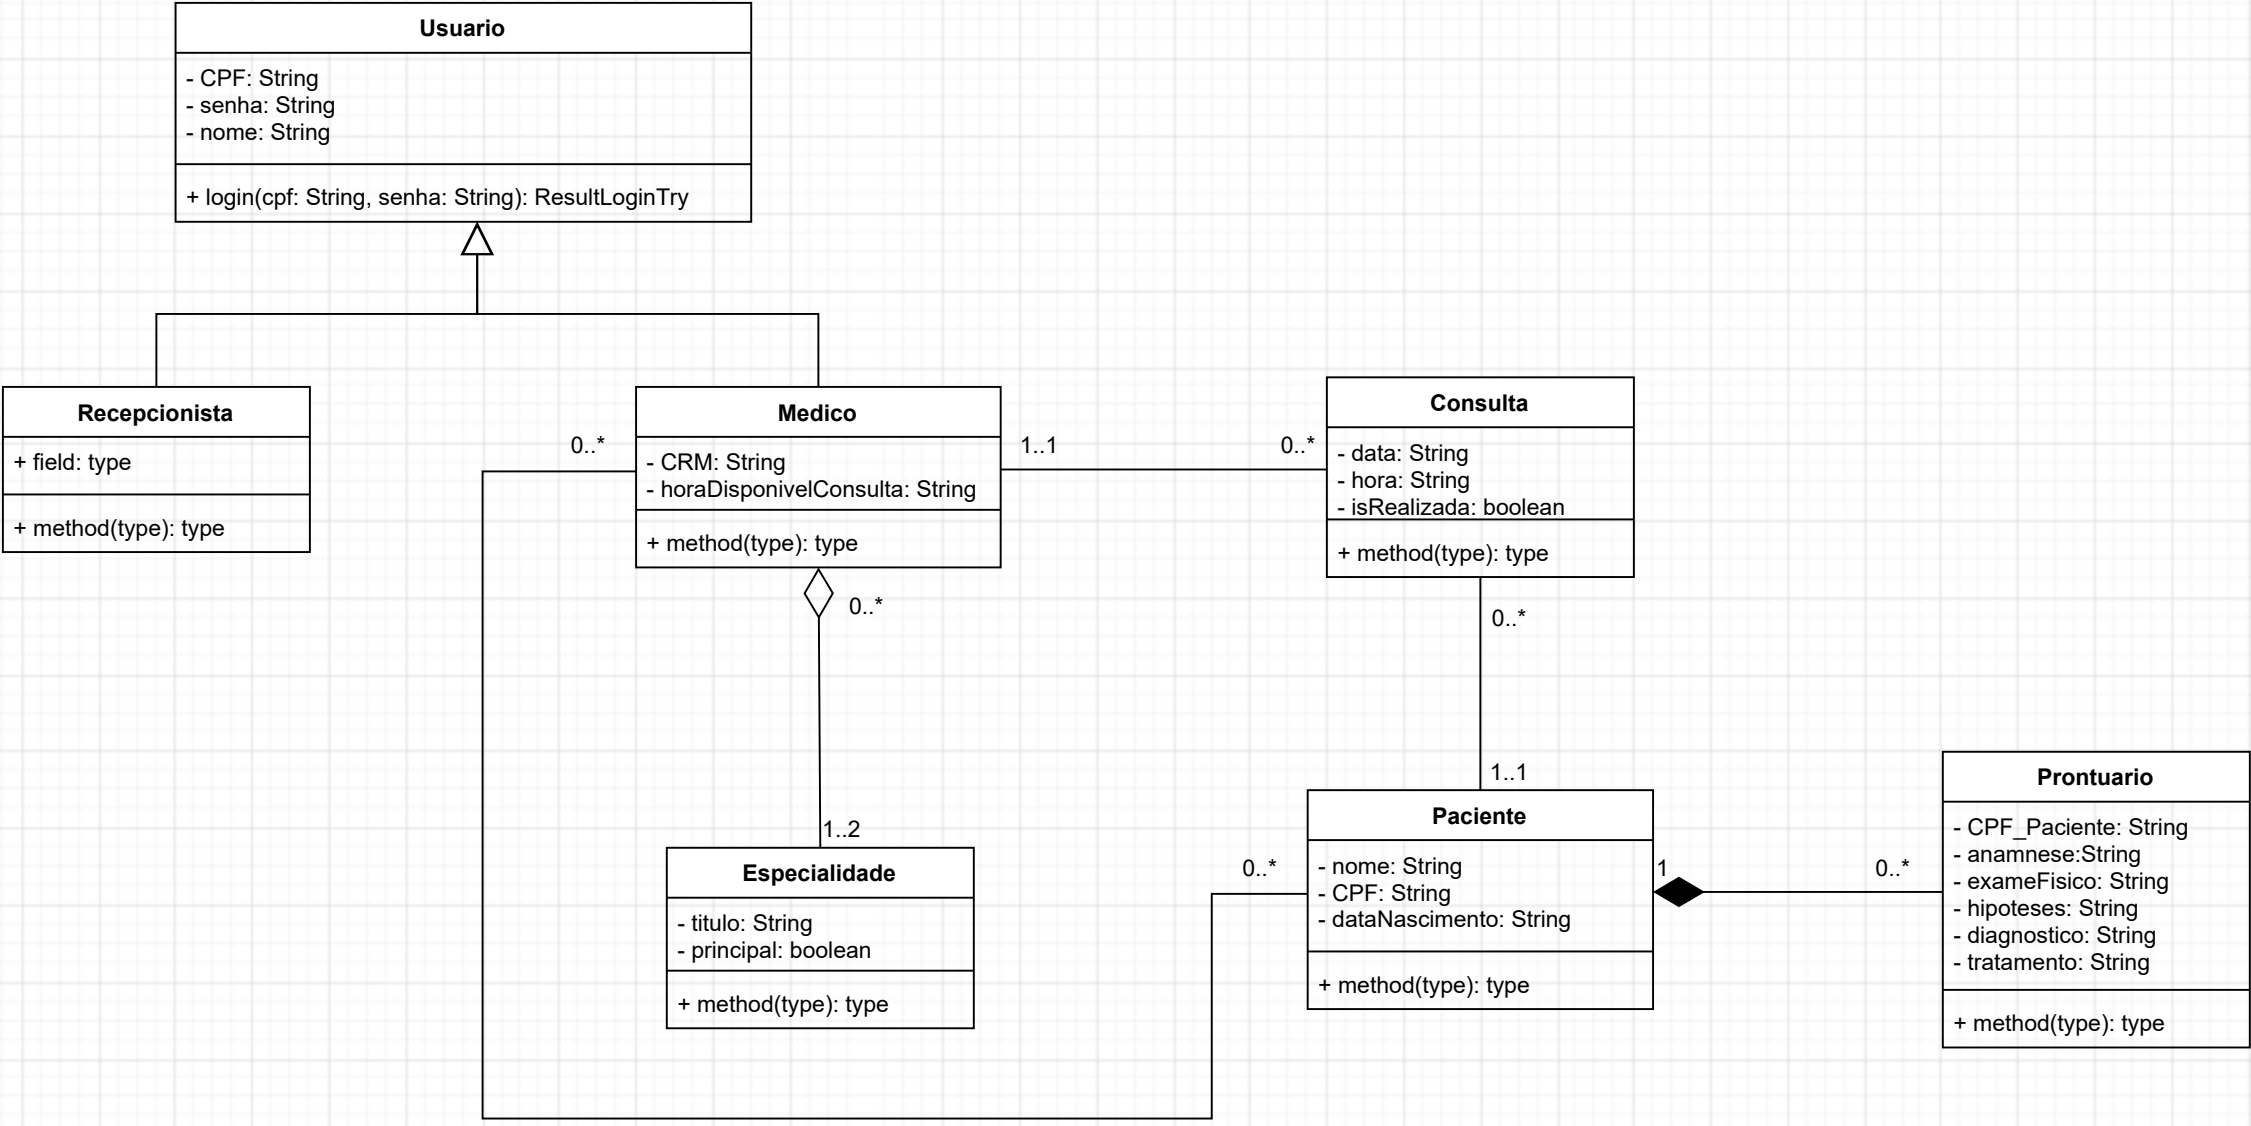 Usuario
- CPF: String
- senha: String
- nome: String
+ login(cpf: String, senha: String): ResultLoginTry
Recepcionista
+ field: type
+ method(type): type
0..*
Medico
- CRM: String
- horaDisponivelConsulta: String
+ method(type): type
1..1
0..*
Consulta
- data: String
- hora: String
- isRealizada: boolean
+ method(type): type
0..*
0..*
1..1
1..2
Especialidade
- titulo: String
- principal: boolean
+ method(type): type
0..*
Paciente
- nome: String
- CPF: String
- dataNascimento: String
+ method(type): type
1
0..*
Prontuario
- CPF_Paciente: String
- anamnese:String
- exameFisico: String
- hipoteses: String
- diagnostico: String
- tratamento: String
+ method(type): type